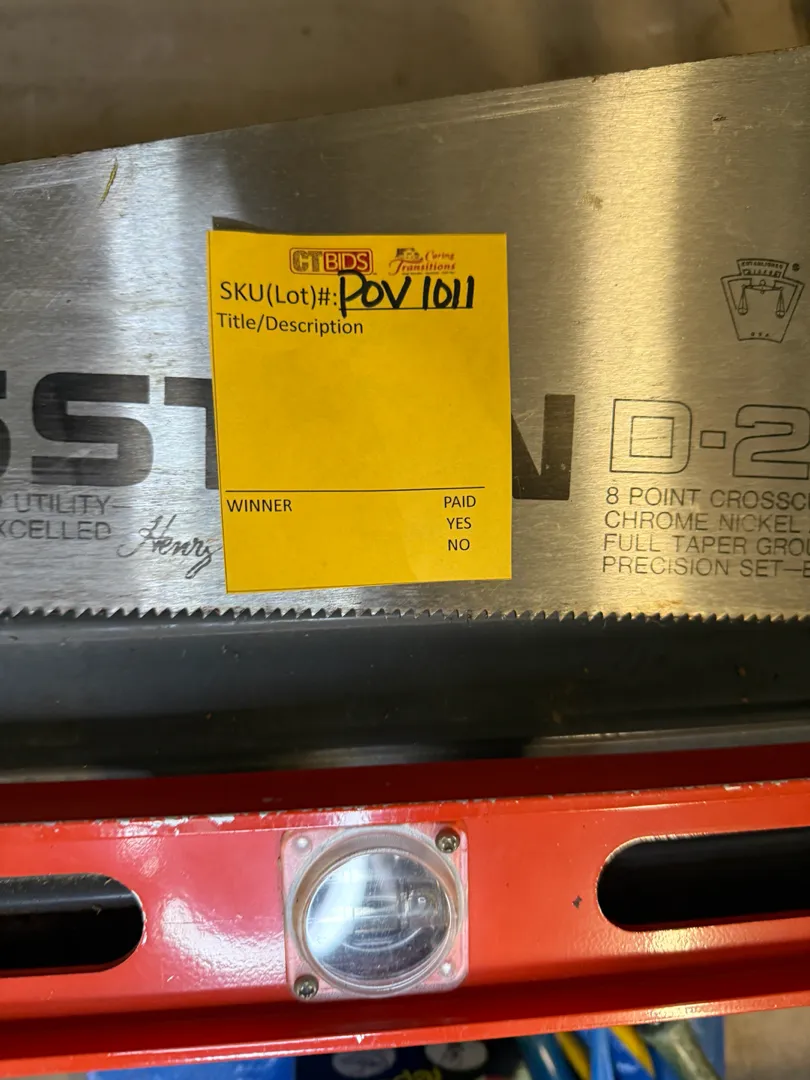 CTBIDS
Caring Transitions
SKU(Lot)#: POV 1011
Title/Description
WINNER
PAID
YES
NO
SST
N
D-2
UTILITY-
XCELLED
Henry
8 POINT CROSSC
CHROME NICKEL
FULL TAPER GROU
PRECISION SET—
USA